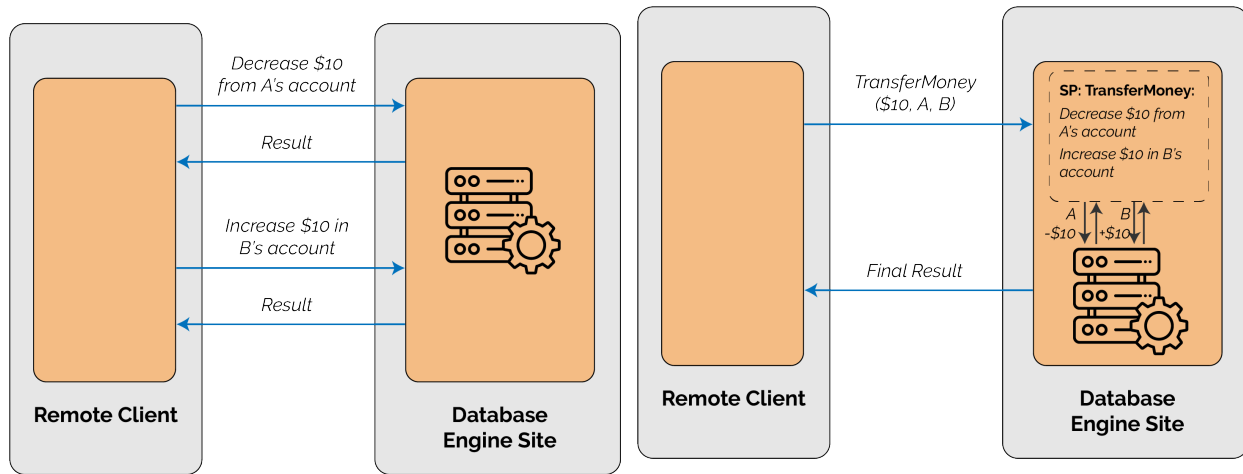 Decrease $10
from A's account
Result
Increase $10 in
B's account
Result
Remote Client
Database
Engine Site
TransferMoney
($10, A, B)
SP: TransferMoney:
Decrease $10 from
A's account
Increase $10 in B's
account
A B
-$10 +$10
Final Result
Remote Client
Database
Engine Site